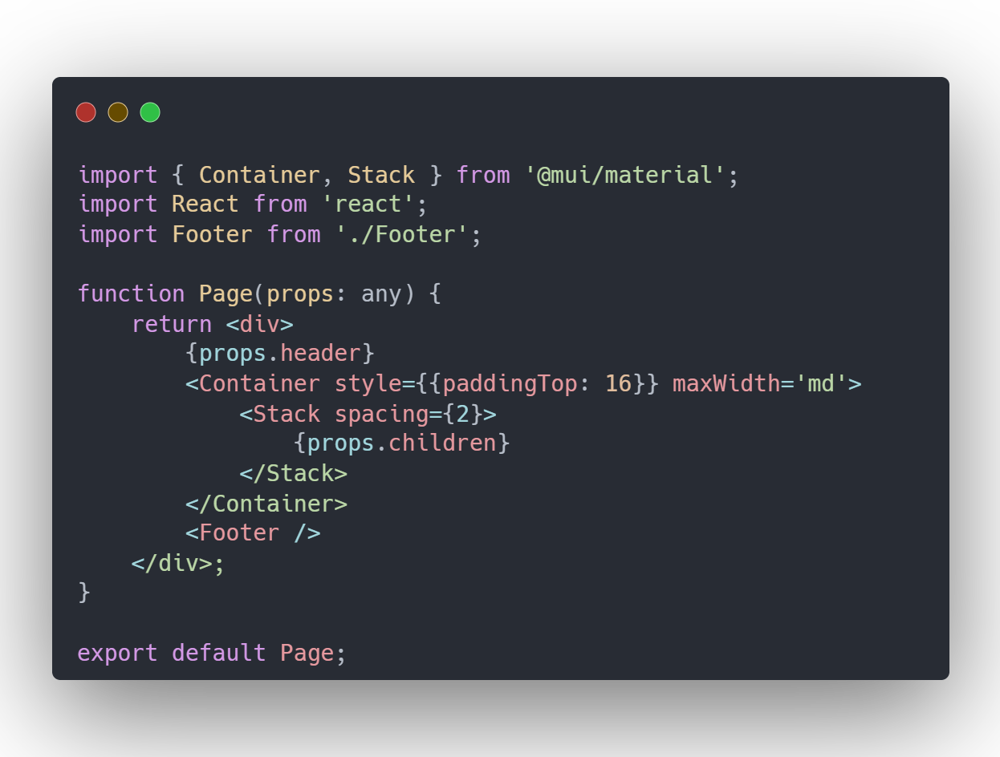 import { Container, Stack } from '@mui/material';
import React from 'react';
import Footer from './Footer';

function Page(props: any) {
    return <div>
        {props.header}
        <Container style={{paddingTop: 16}} maxWidth='md'>
            <Stack spacing={2}>
                {props.children}
            </Stack>
        </Container>
        <Footer />
    </div>;
}

export default Page;